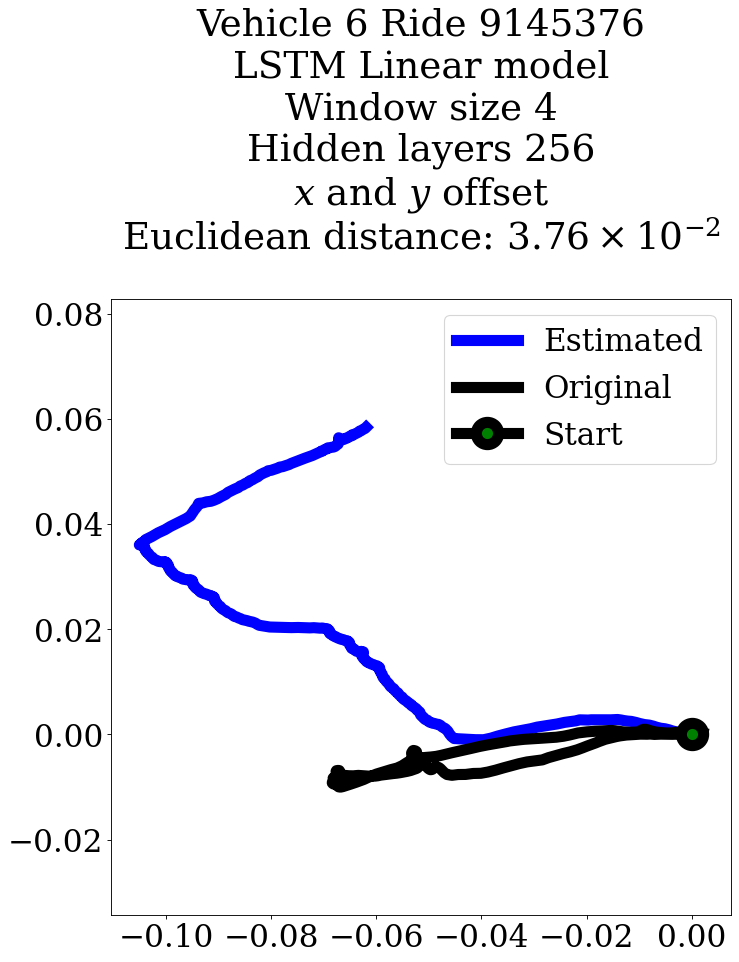 Vehicle 6 Ride 9145376
LSTM Linear model
Window size 4
Hidden layers 256
x and y offset
Euclidean distance: 3.76 × 10⁻²
Estimated
Original
Start
0.08
0.06
0.04
0.02
0.00
−0.02
−0.10 −0.08 −0.06 −0.04 −0.02 0.00